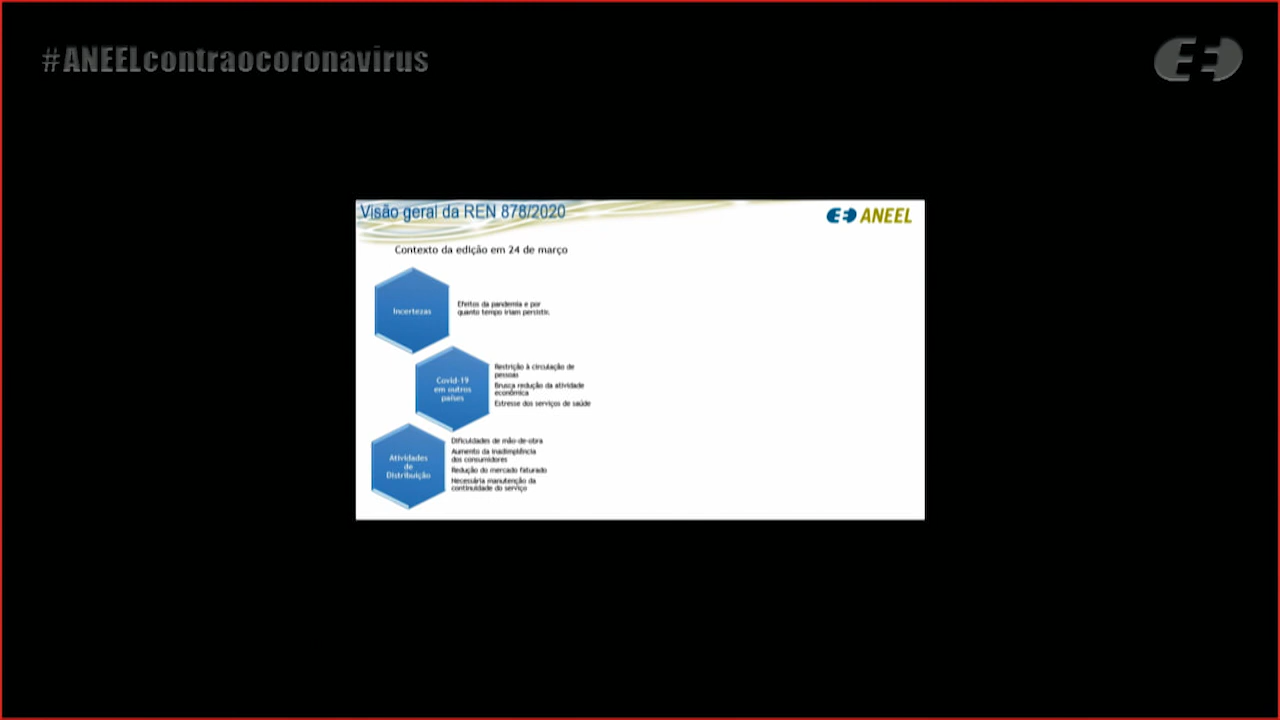 #ANEELcontraocoronavirus
Visão geral da REN 878/2020
ANEEL
Contexto da edição em 24 de março
Incertezas
Efeitos da pandemia e por
quanto tempo iriam persistir.
Covid-19
em outros
países
Restrição à circulação de
pessoas
Brusca redução da atividade
econômica
Estresse dos serviços de saúde
Atividades
de
Distribuição
Dificuldades de mão-de-obra
Aumento da inadimplência
dos consumidores
Redução do mercado faturado
Necessária manutenção da
continuidade do serviço